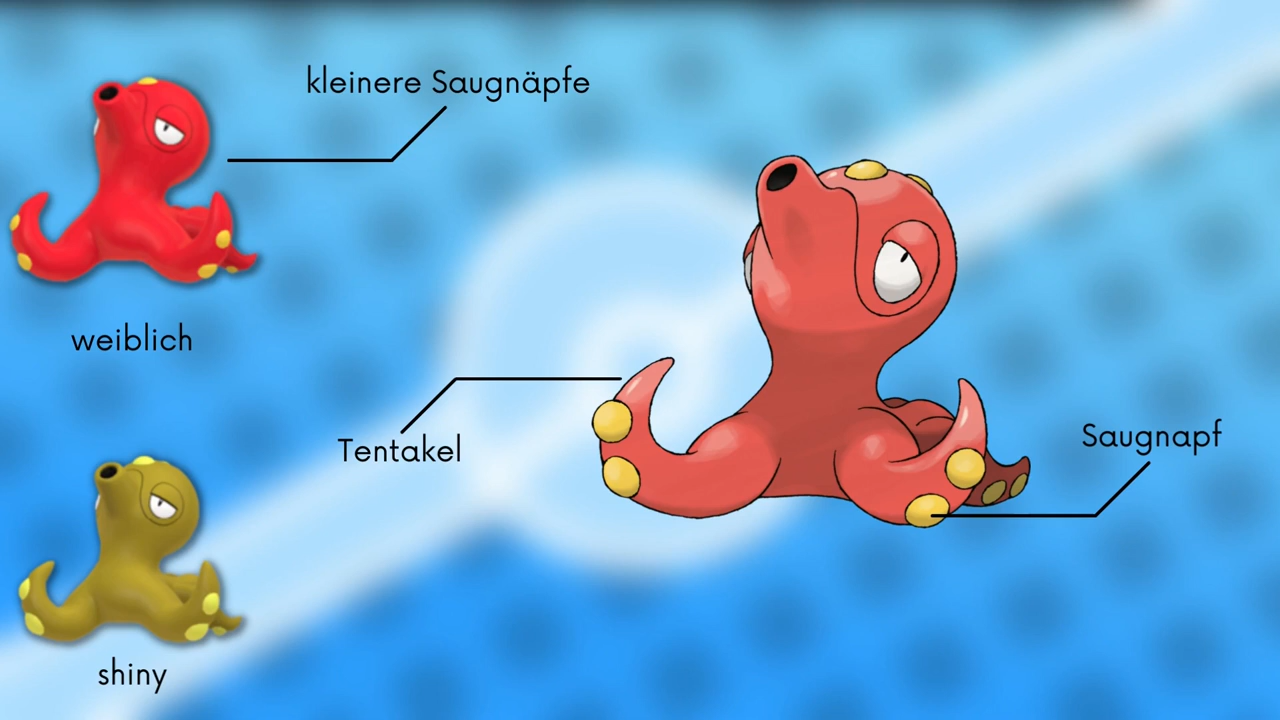 kleinere Saugnäpfe
weiblich
Tentakel
Saugnapf
shiny